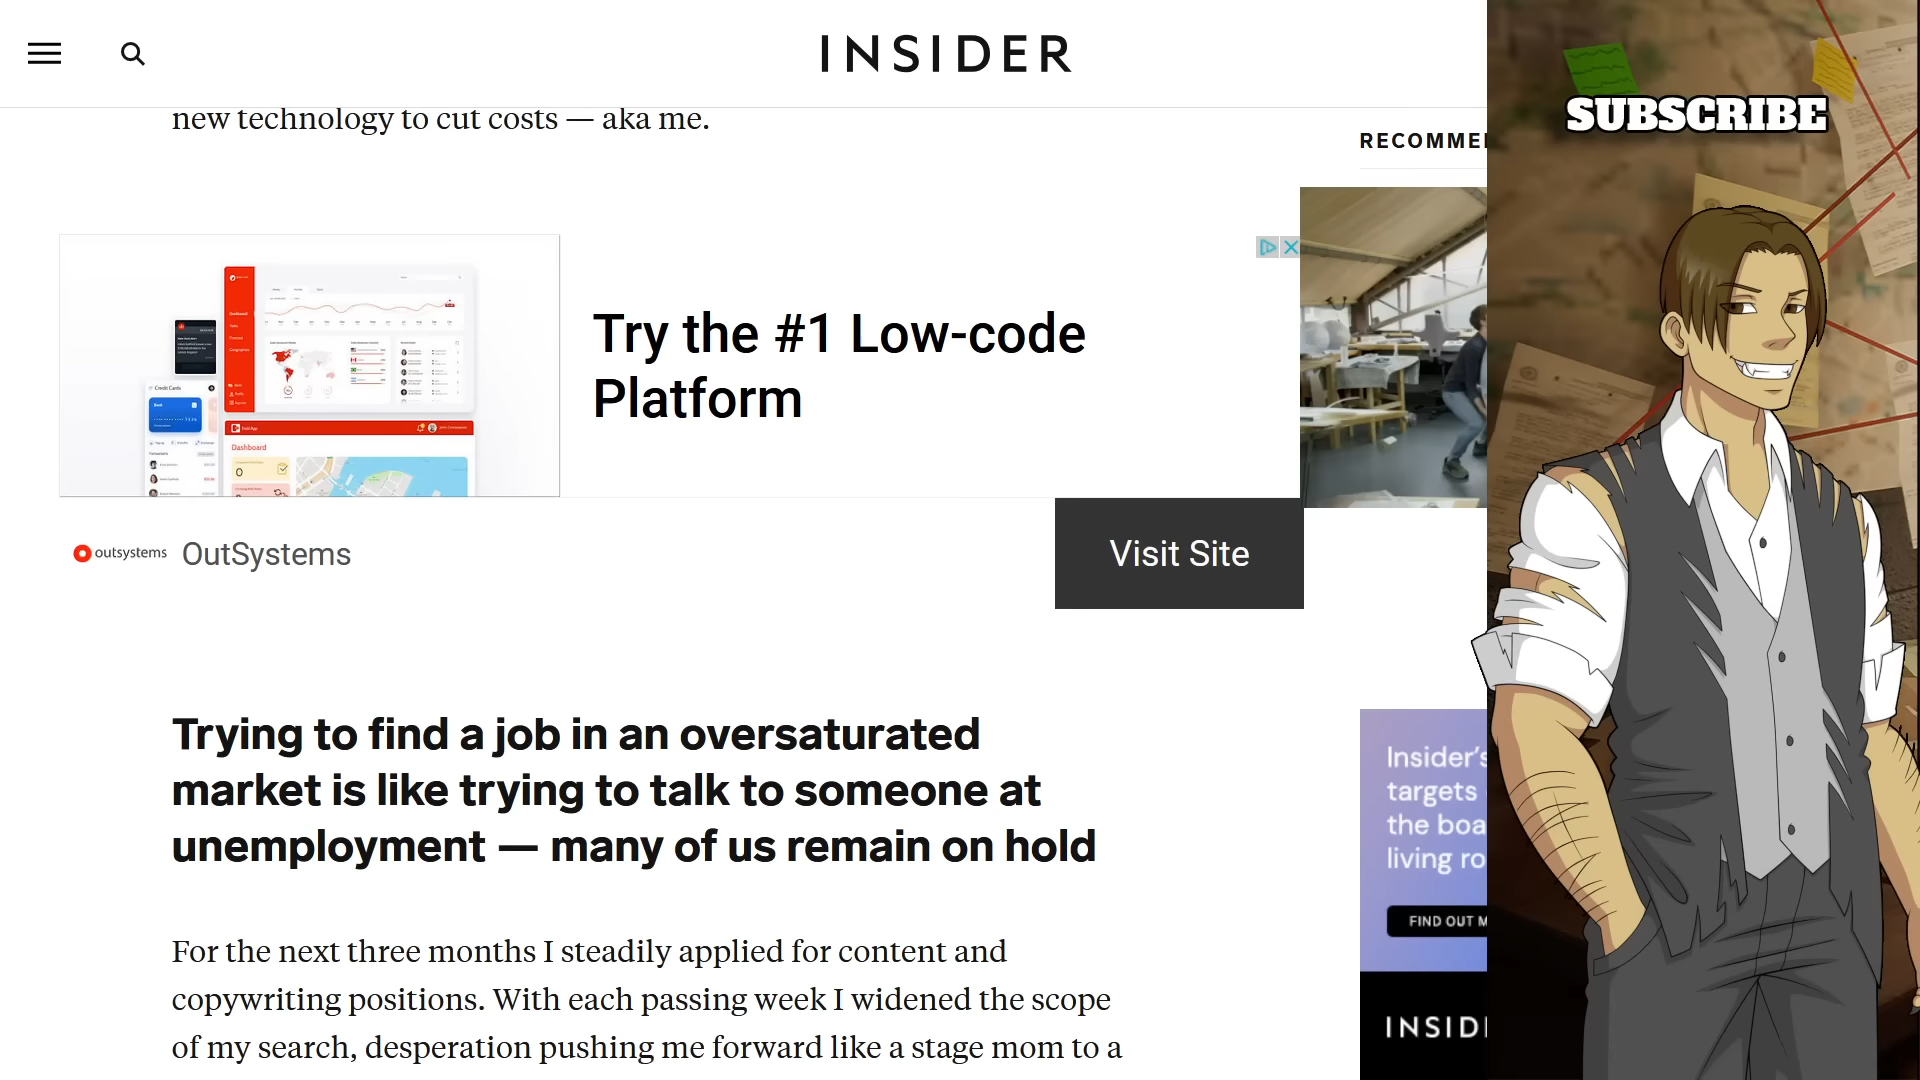 INSIDER
new technology to cut costs — aka me.
RECOMME
SUBSCRIBE
Try the #1 Low-code
Platform
Credit Cards
Dashboard
0
outsystems OutSystems
Visit Site
Trying to find a job in an oversaturated
market is like trying to talk to someone at
unemployment — many of us remain on hold
For the next three months I steadily applied for content and
copywriting positions. With each passing week I widened the scope
of my search, desperation pushing me forward like a stage mom to a
Insider's
targets
the boa
living ro
FIND OUT M
INSID